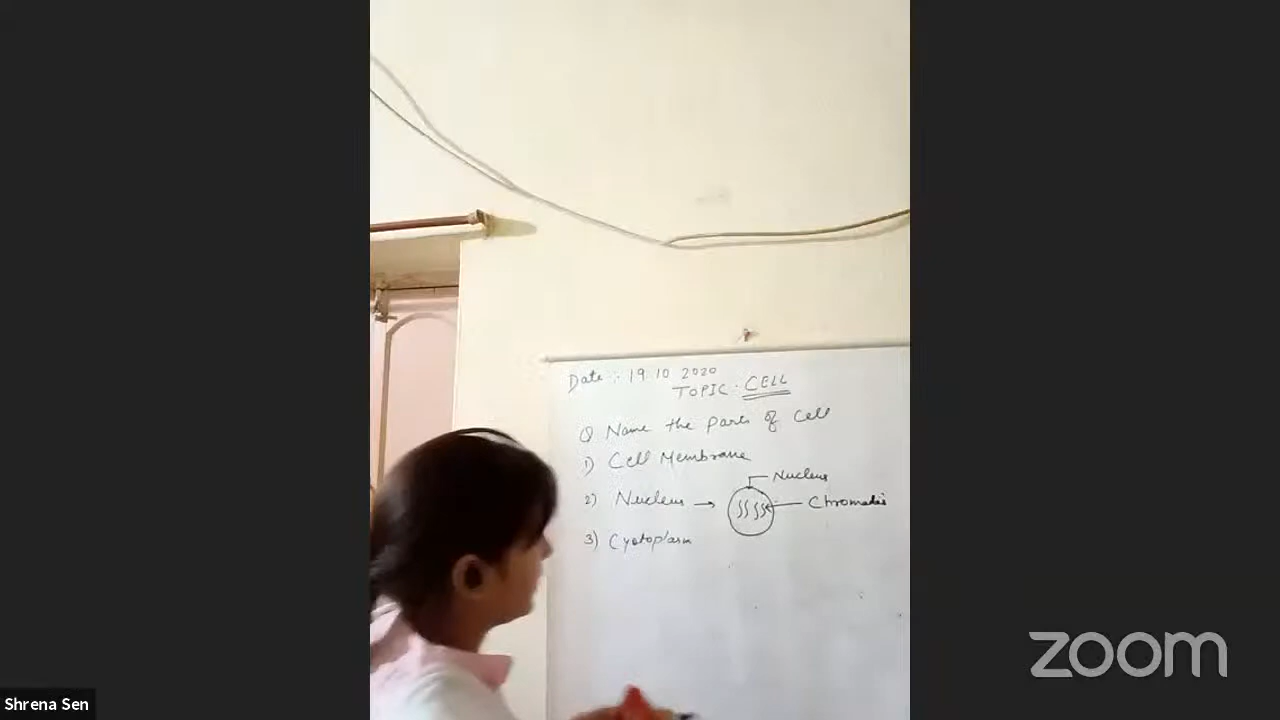 Date :- 19.10.2020
TOPIC. CELL
Q Name the parts of Cell
1) Cell Membrane
2) Nucleus → Nucleus
Chromatin
3) Cyotoplasm
Shrena Sen
zoom